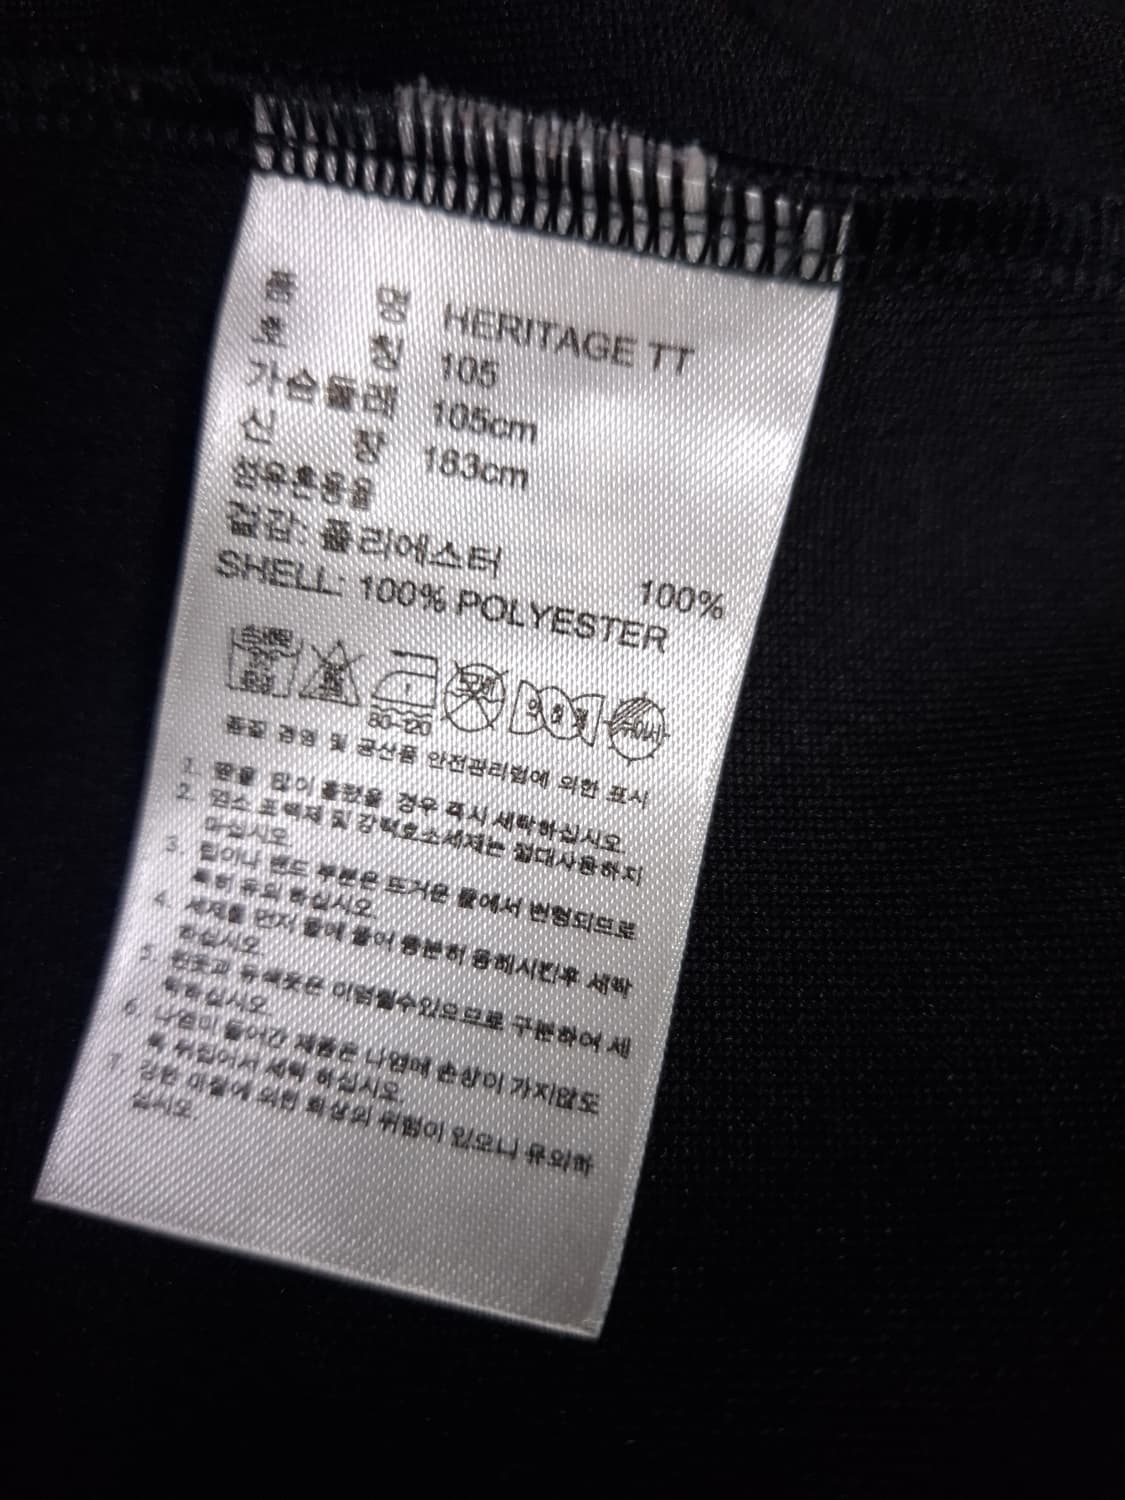 품 명 HERITAGE TT
호 칭 105
가슴둘레 105cm
신 장 183cm
섬유혼용율
겉감: 폴리에스터 100%
SHELL: 100% POLYESTER
80~120
품질 경영 및 공산품 안전관리법에 의한 표시
1. 땀을 많이 흘렸을 경우 즉시 세탁하십시오
2. 염소 표백제 및 강력효소세제는 절대사용하지
마십시오
3. 밑이나 밴드 부분은 뜨거운 물에서 변형되므로
특히 유의 하십시오
4. 세제를 먼저 물에 풀어 충분히 용해시킨후 세탁
하십시오
5. 흰옷과 유색옷은 이염될수있으므로 구분하여 세
탁하십시오
6. 나염이 들어간 제품은 나염에 손상이 가지않도
록 뒤집어서 세탁 하십시오
7. 강한 마찰에 의한 화상의 위험이 있으니 유의하
십시오